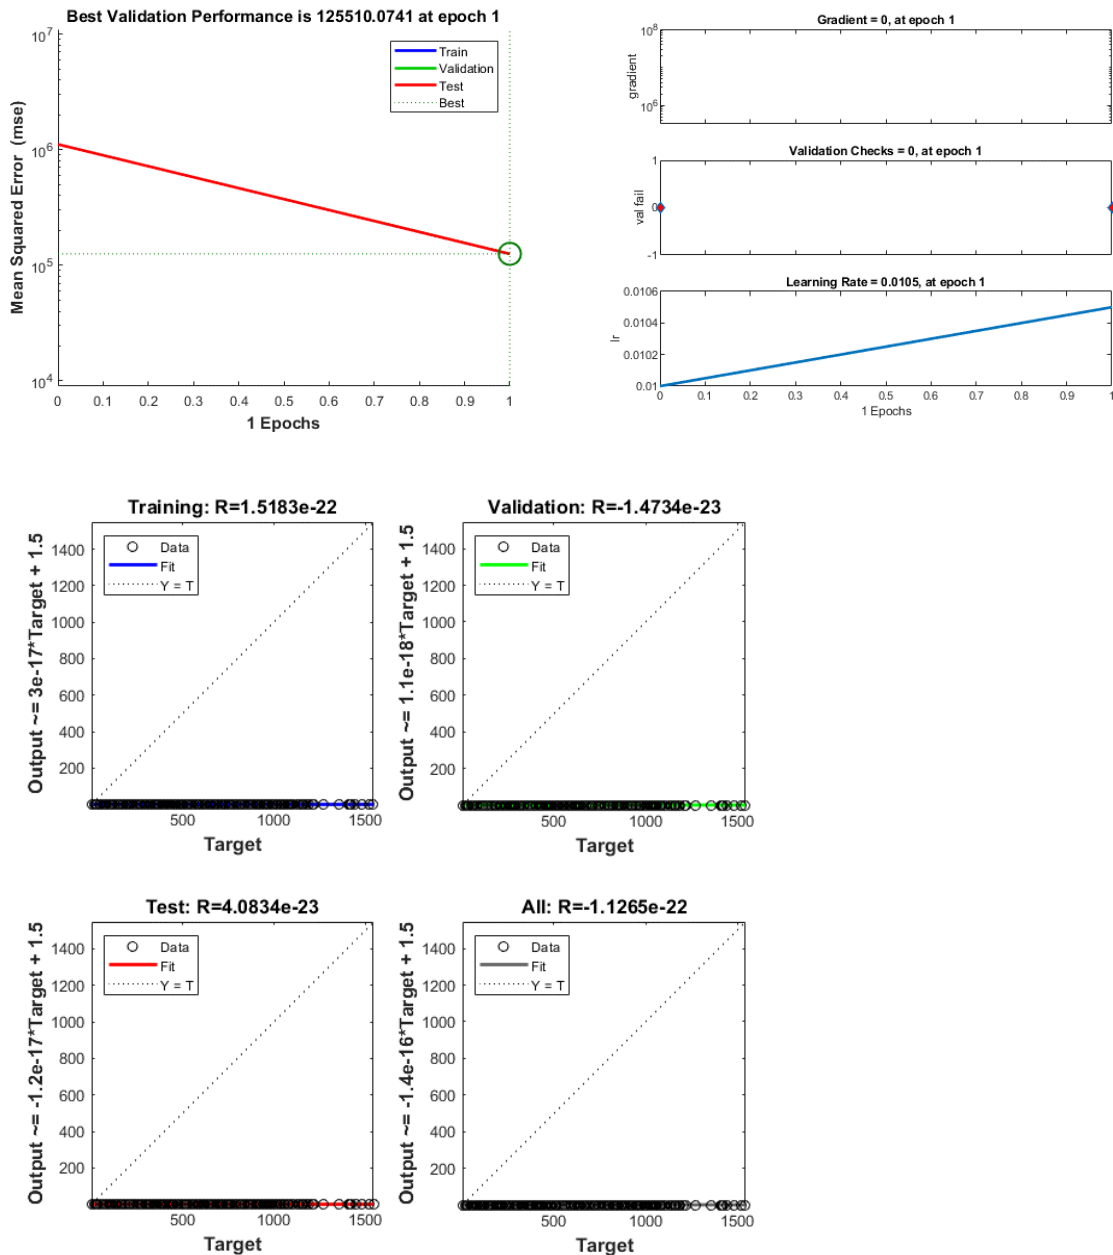 Best Validation Performance is 125510.0741 at epoch 1
Mean Squared Error (mse)
10^7
10^6
10^5
10^4
Train
Validation
Test
Best
0 0.1 0.2 0.3 0.4 0.5 0.6 0.7 0.8 0.9 1
1 Epochs
Gradient = 0, at epoch 1
gradient
10^8
10^6
Validation Checks = 0, at epoch 1
val fail
1
0
-1
Learning Rate = 0.0105, at epoch 1
lr
0.0106
0.0104
0.0102
0.01
0 0.1 0.2 0.3 0.4 0.5 0.6 0.7 0.8 0.9 1
1 Epochs
Training: R=1.5183e-22
Output ~= 3e-17*Target + 1.5
1400
1200
1000
800
600
400
200
Data
Fit
Y = T
500 1000 1500
Target
Validation: R=-1.4734e-23
Output ~= 1.1e-18*Target + 1.5
1400
1200
1000
800
600
400
200
Data
Fit
Y = T
500 1000 1500
Target
Test: R=4.0834e-23
Output ~= -1.2e-17*Target + 1.5
1400
1200
1000
800
600
400
200
Data
Fit
Y = T
500 1000 1500
Target
All: R=-1.1265e-22
Output ~= -1.4e-16*Target + 1.5
1400
1200
1000
800
600
400
200
Data
Fit
Y = T
500 1000 1500
Target